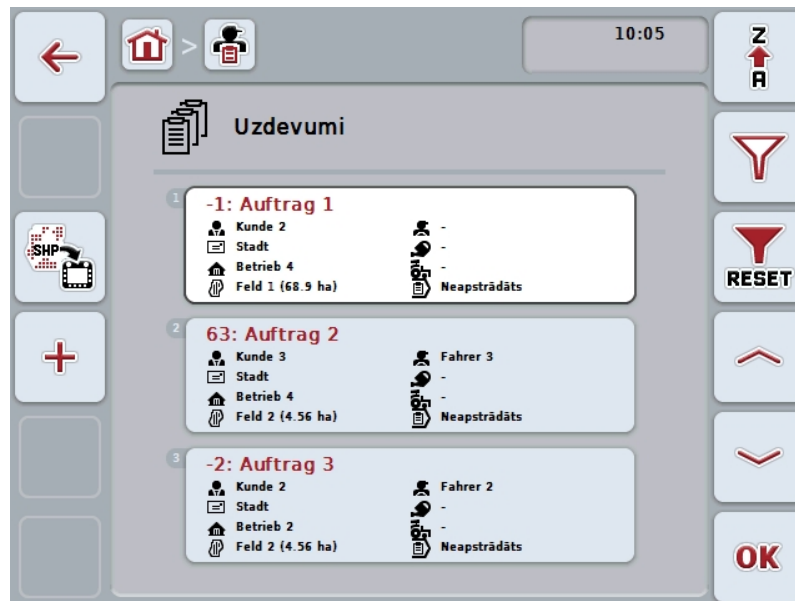 10:05
Z
A
Uzdevumi
1
-1: Auftrag 1
Kunde 2
-
Stadt
-
Betrieb 4
-
Feld 1 (68.9 ha)
Neapstrādāts
SHP
RESET
2
63: Auftrag 2
Kunde 3
Fahrer 3
Stadt
-
Betrieb 4
-
Feld 2 (4.56 ha)
Neapstrādāts
3
-2: Auftrag 3
Kunde 2
Fahrer 2
Stadt
-
Betrieb 2
-
Feld 2 (4.56 ha)
Neapstrādāts
OK